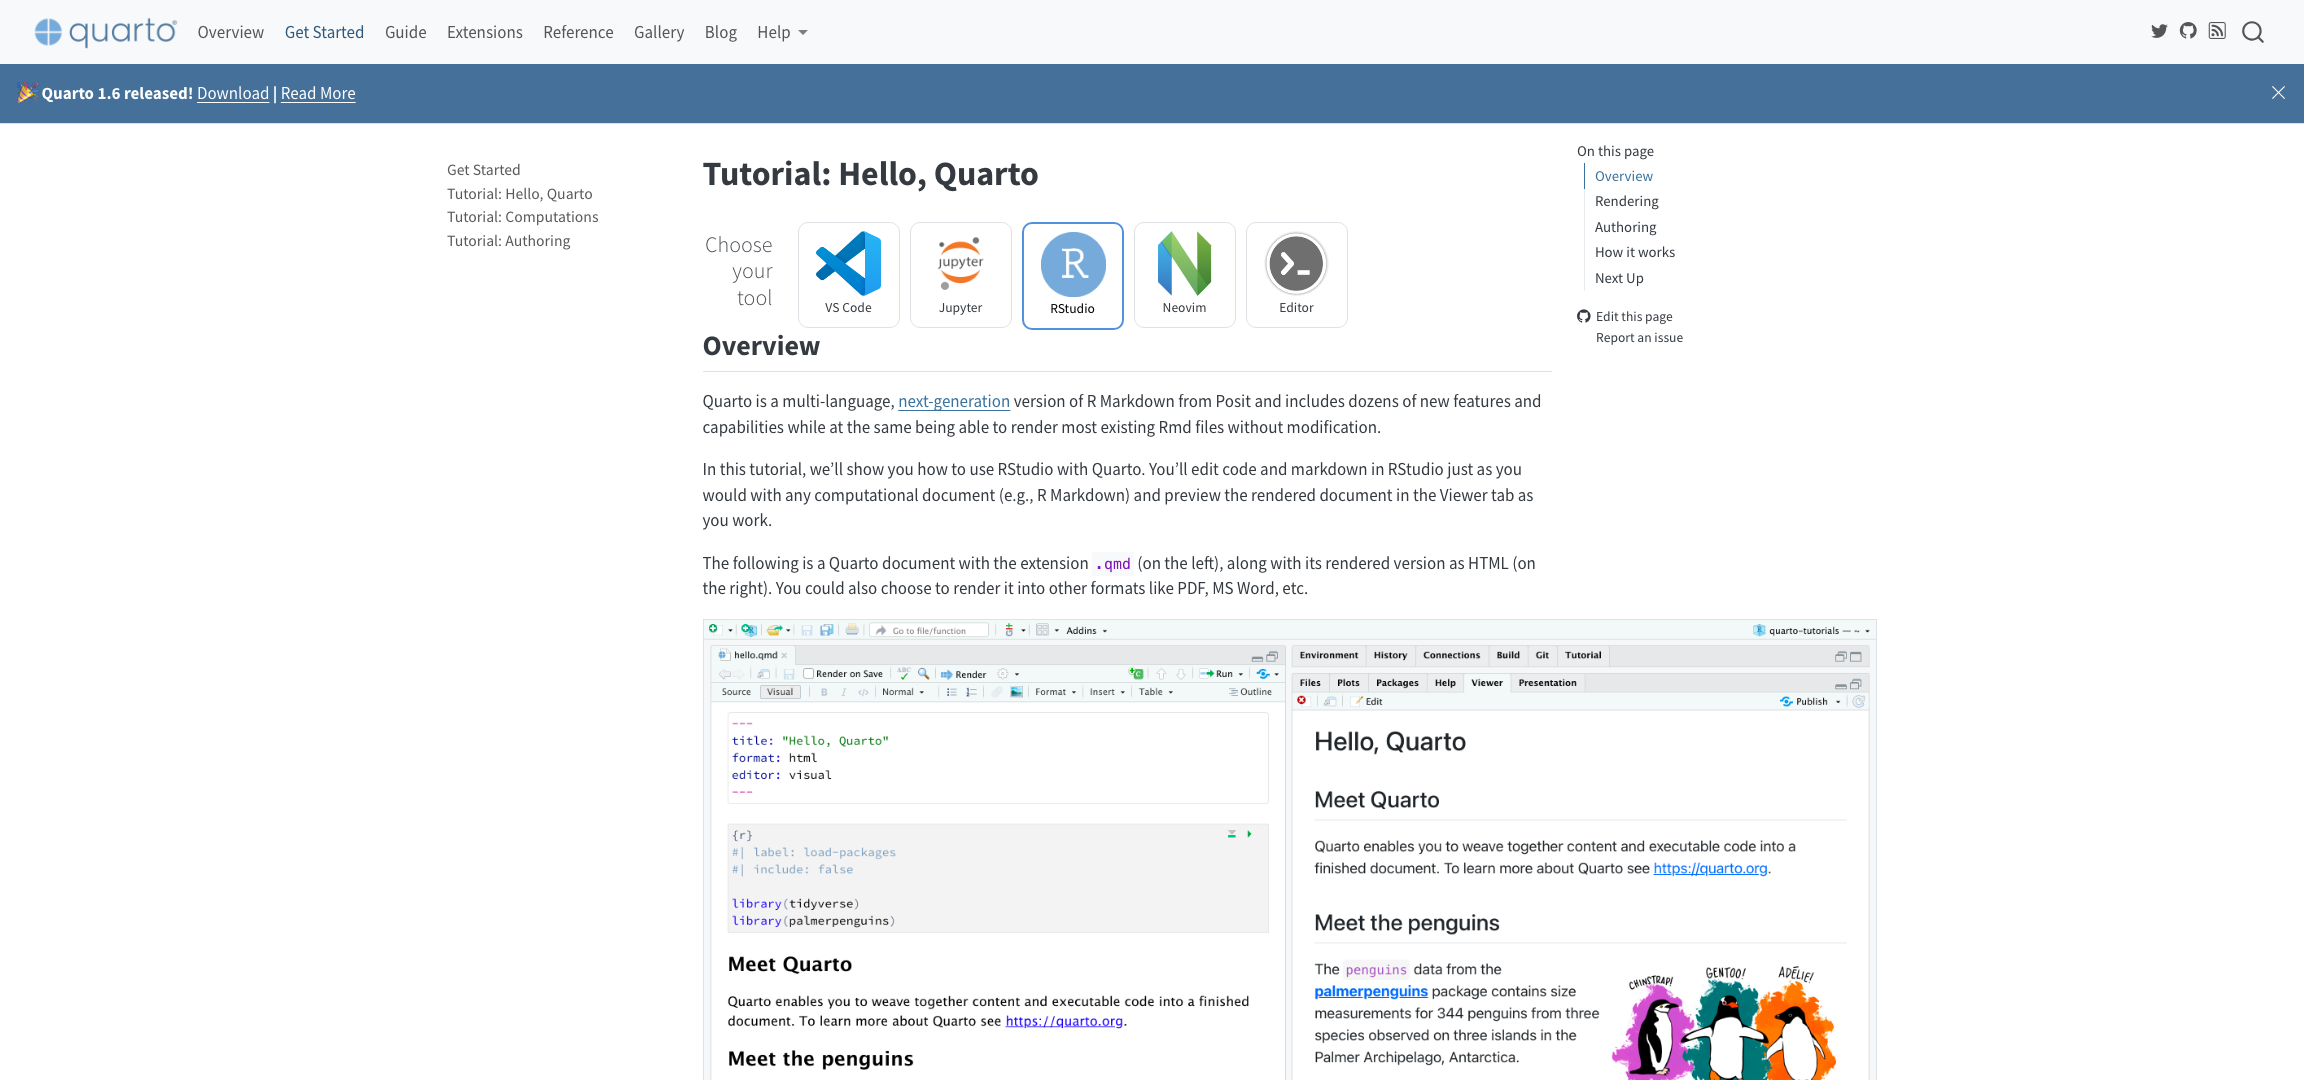 quarto
Overview
Get Started
Guide
Extensions
Reference
Gallery
Blog
Help
🎉 Quarto 1.6 released! Download | Read More
Get Started
Tutorial: Hello, Quarto
Tutorial: Computations
Tutorial: Authoring
Tutorial: Hello, Quarto
Choose
your
tool
VS Code
jupyter
Jupyter
R
RStudio
Neovim
Editor
On this page
Overview
Rendering
Authoring
How it works
Next Up
Edit this page
Report an issue
Overview
Quarto is a multi-language, next-generation version of R Markdown from Posit and includes dozens of new features and
capabilities while at the same being able to render most existing Rmd files without modification.
In this tutorial, we’ll show you how to use RStudio with Quarto. You’ll edit code and markdown in RStudio just as you
would with any computational document (e.g., R Markdown) and preview the rendered document in the Viewer tab as
you work.
The following is a Quarto document with the extension .qmd (on the left), along with its rendered version as HTML (on
the right). You could also choose to render it into other formats like PDF, MS Word, etc.
Go to file/function
Addins
quarto-tutorials — ~
hello.qmd
Render on Save
ABC
Render
Run
Source
Visual
B
I
</>
Normal
Format
Insert
Table
Outline
---
title: "Hello, Quarto"
format: html
editor: visual
---
{r}
#| label: load-packages
#| include: false
library(tidyverse)
library(palmerpenguins)
Meet Quarto
Quarto enables you to weave together content and executable code into a finished
document. To learn more about Quarto see https://quarto.org.
Meet the penguins
Environment
History
Connections
Build
Git
Tutorial
Files
Plots
Packages
Help
Viewer
Presentation
Edit
Publish
Hello, Quarto
Meet Quarto
Quarto enables you to weave together content and executable code into a
finished document. To learn more about Quarto see https://quarto.org.
Meet the penguins
The penguins data from the
palmerpenguins package contains size
measurements for 344 penguins from three
species observed on three islands in the
Palmer Archipelago, Antarctica.
CHINSTRAP!
GENTOO!
ADÉLIE!